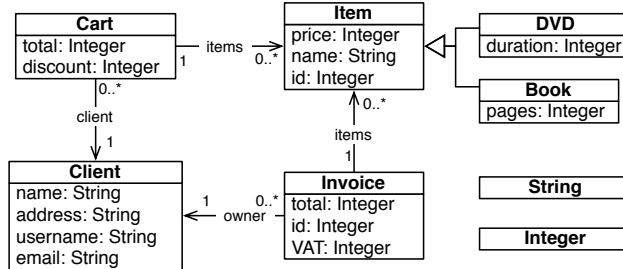 Cart
total: Integer
discount: Integer
1
items
0..*
Item
price: Integer
name: String
id: Integer
DVD
duration: Integer
Book
pages: Integer
0..*
client
1
0..*
items
1
Client
name: String
address: String
username: String
email: String
1
owner
0..*
Invoice
total: Integer
id: Integer
VAT: Integer
String
Integer